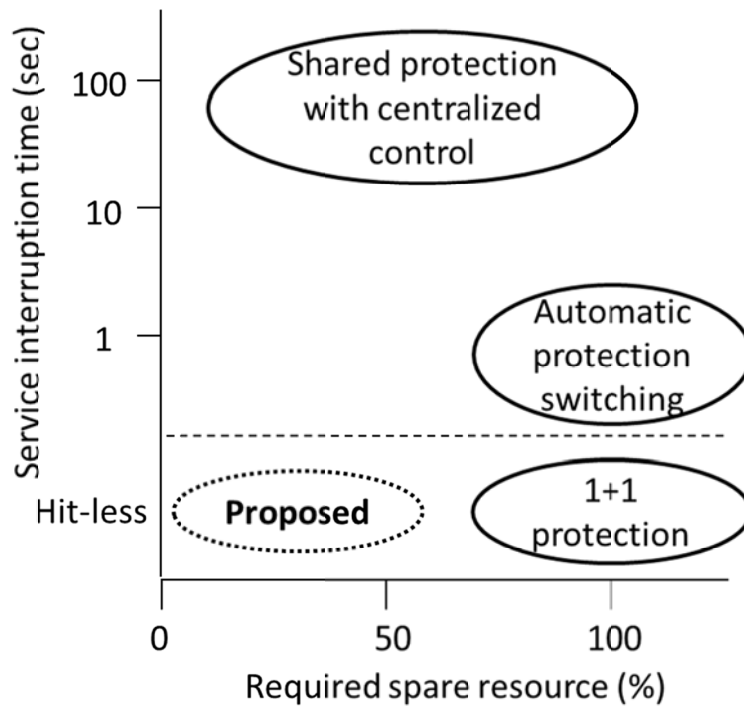 Service interruption time (sec)
100
10
1
Hit-less
Shared protection
with centralized
control
Automatic
protection
switching
Proposed
1+1
protection
0
50
100
Required spare resource (%)